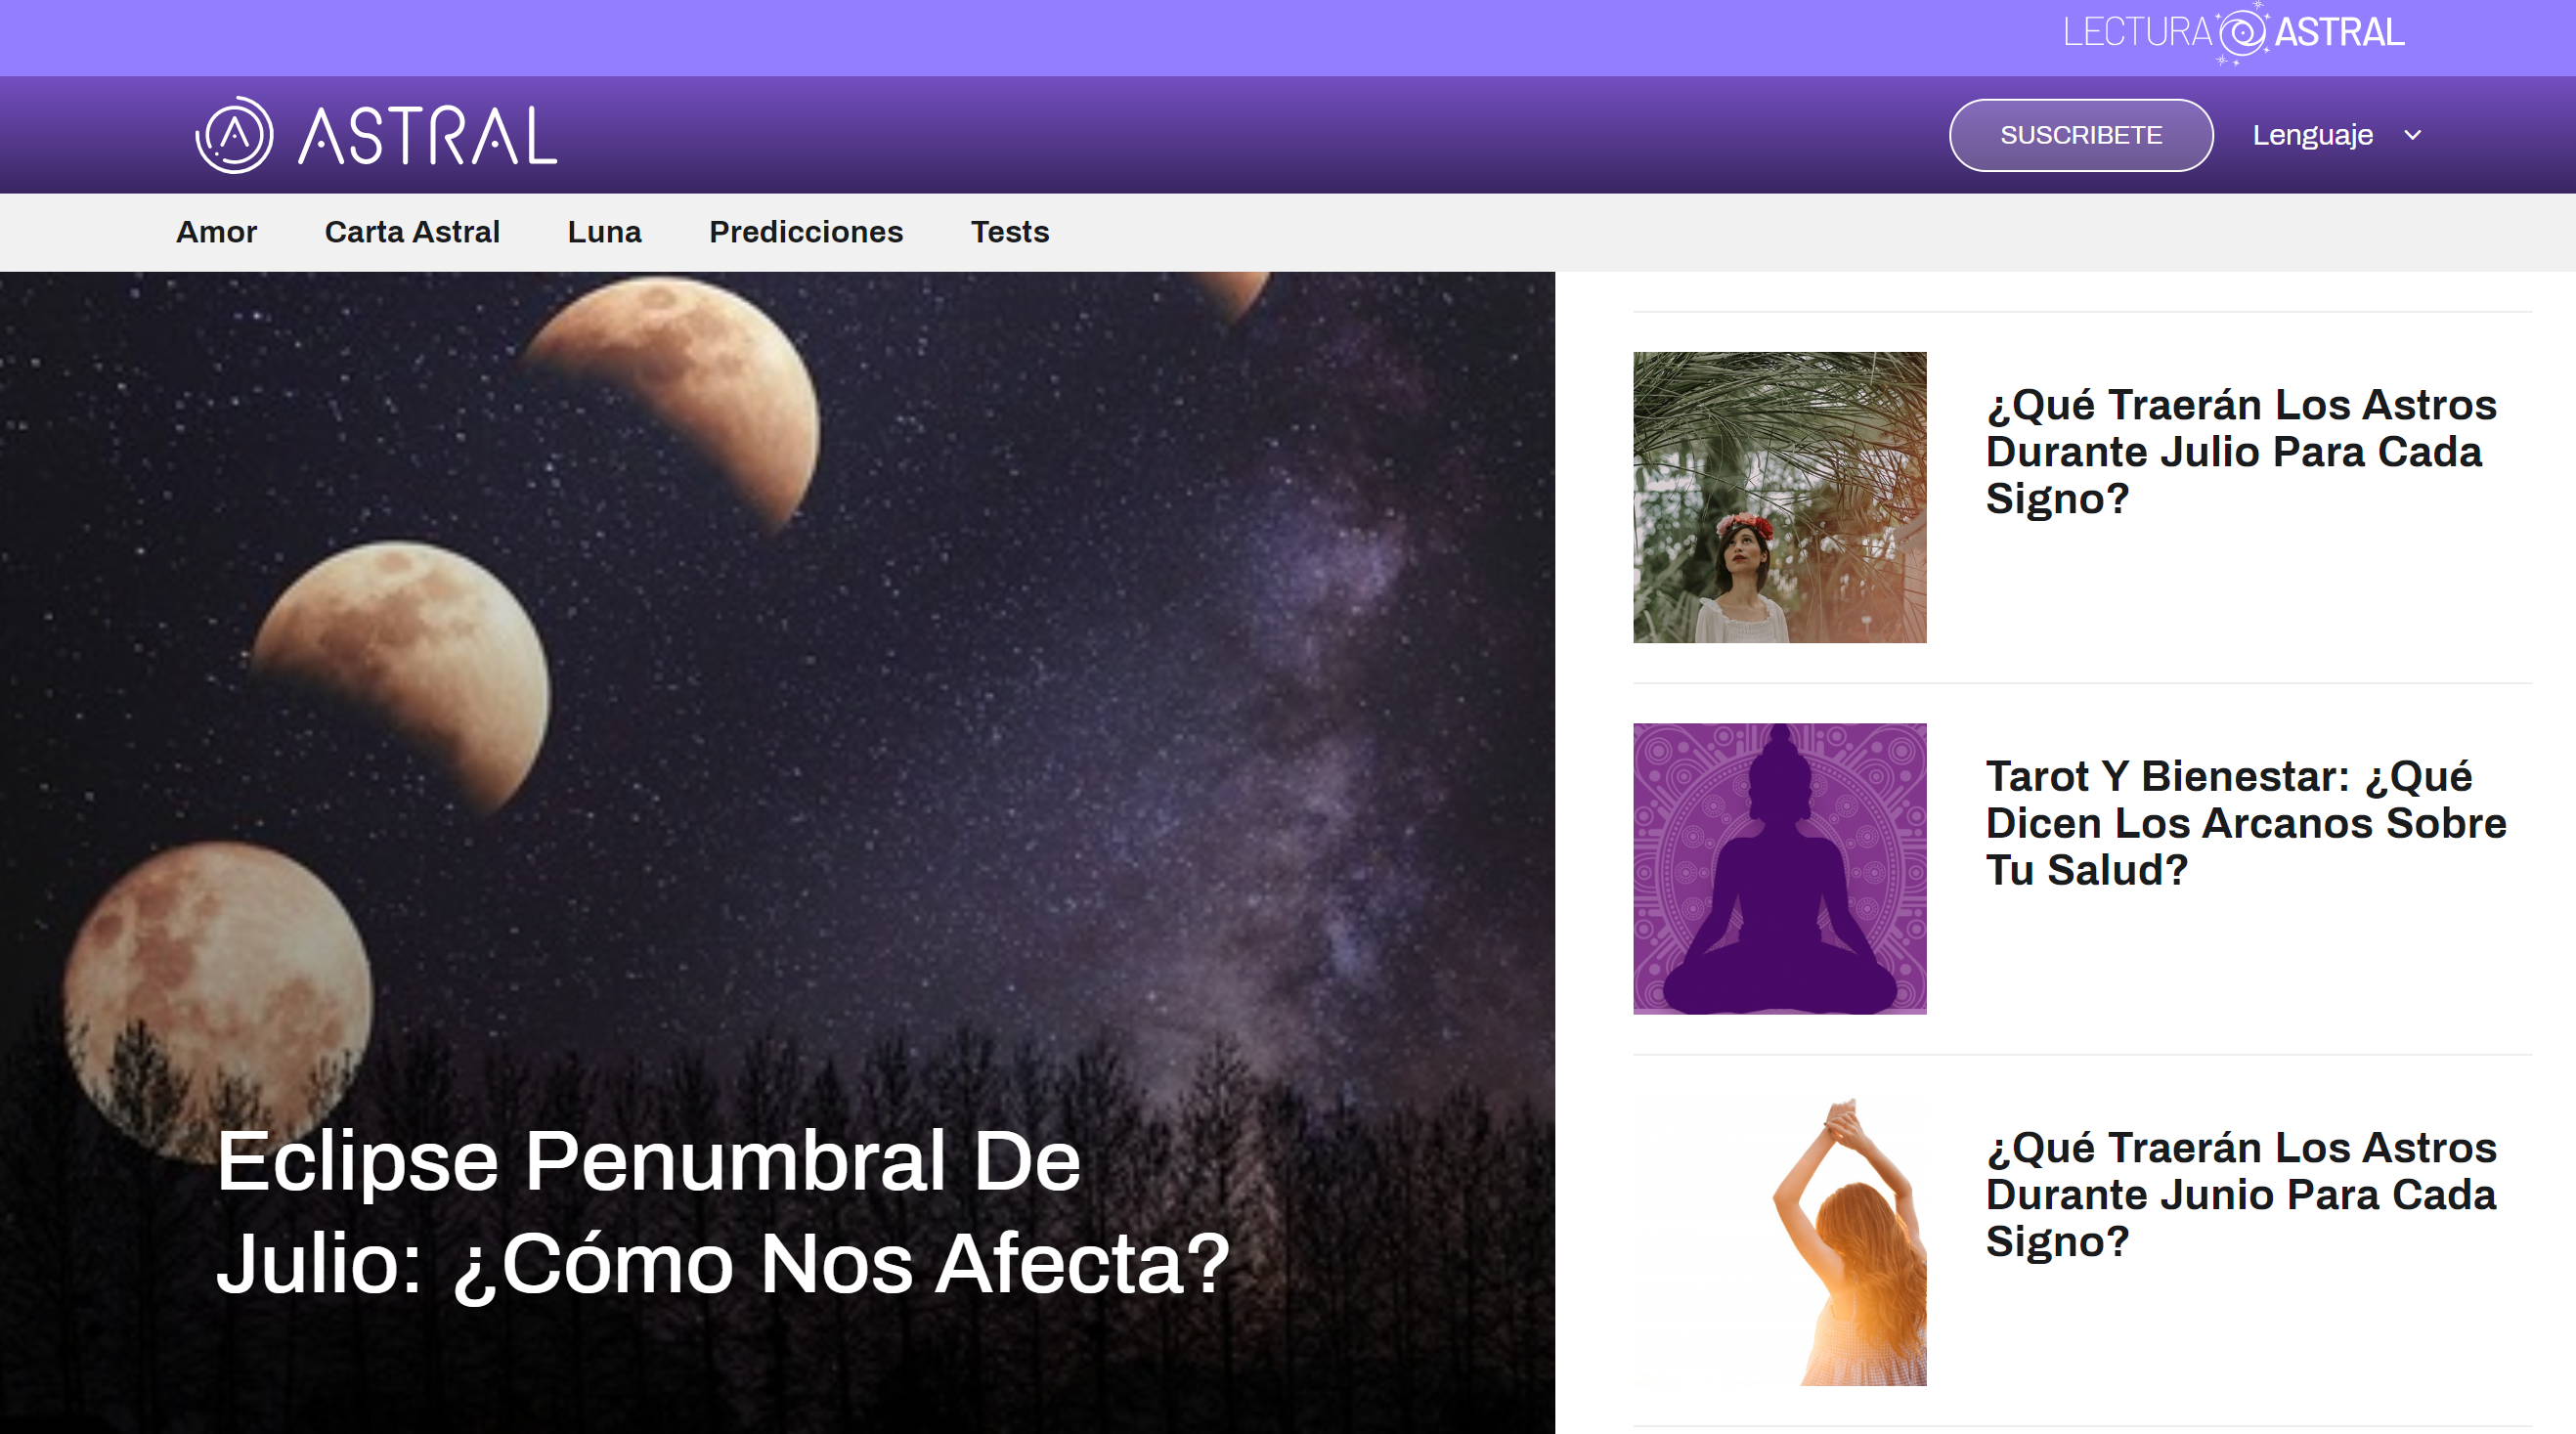 LECTURA ASTRAL
ASTRAL
SUSCRIBETE
Lenguaje
Amor
Carta Astral
Luna
Predicciones
Tests
Eclipse Penumbral De
Julio: ¿Cómo Nos Afecta?
¿Qué Traerán Los Astros
Durante Julio Para Cada
Signo?
Tarot Y Bienestar: ¿Qué
Dicen Los Arcanos Sobre
Tu Salud?
¿Qué Traerán Los Astros
Durante Junio Para Cada
Signo?